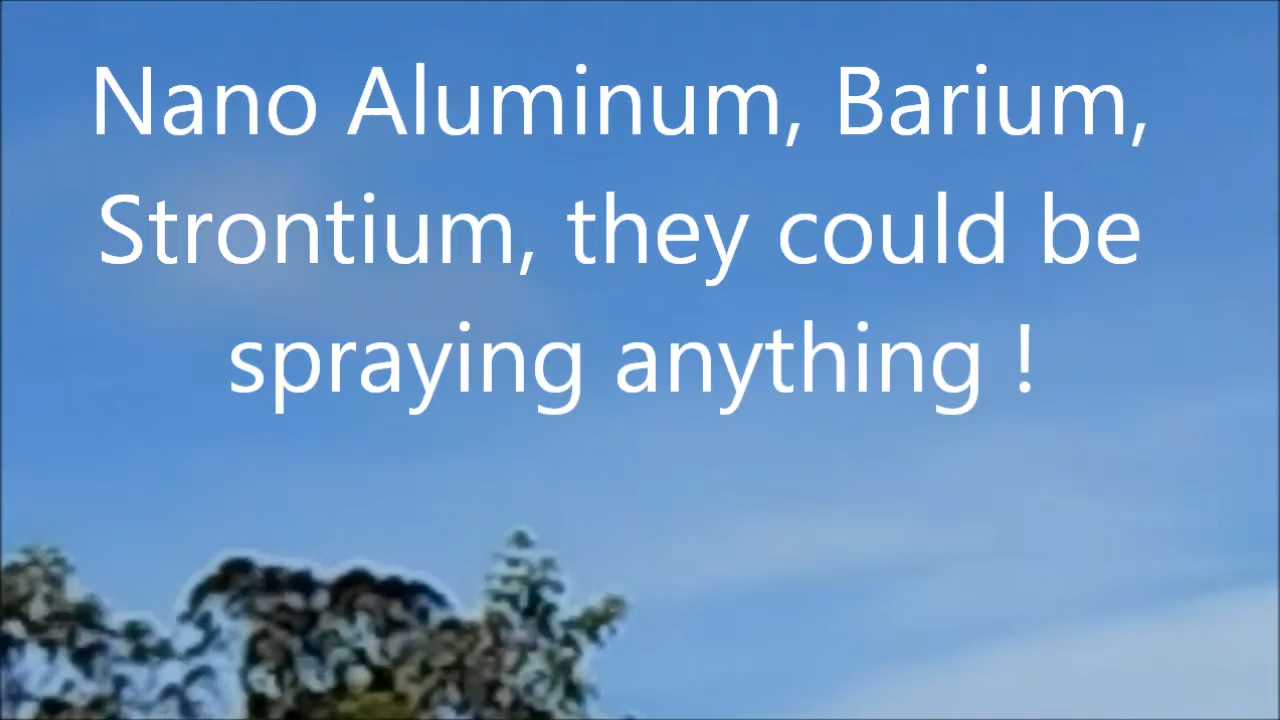 Nano Aluminum, Barium,
Strontium, they could be
spraying anything !